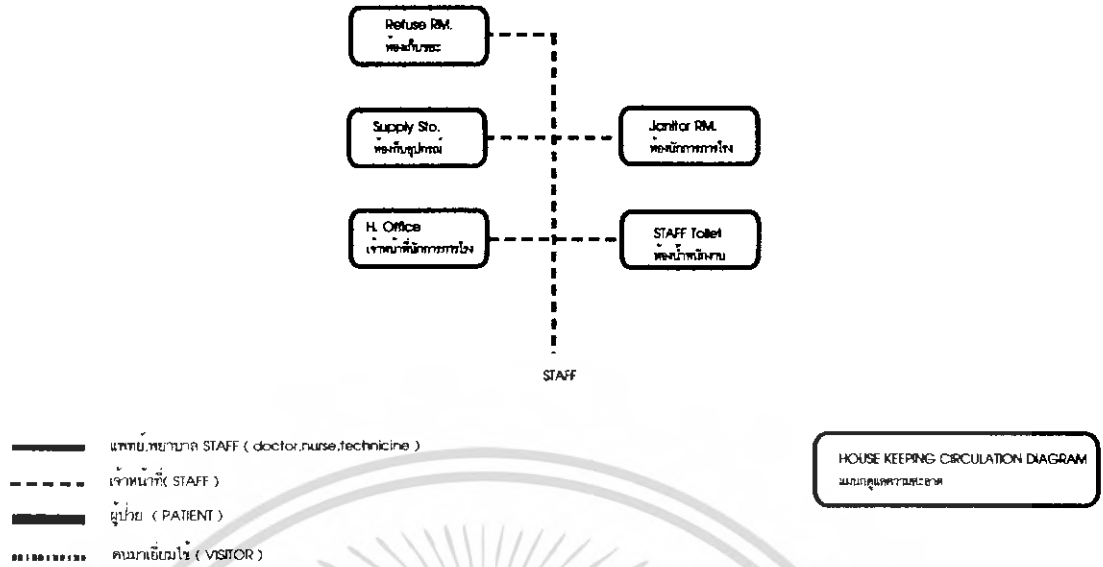 Refuse RM.
ห้องเก็บขยะ
Supply Sto.
ห้องเก็บอุปกรณ์
Janitor RM.
ห้องนักการภารโรง
H. Office
เจ้าหน้าที่นักการภารโรง
STAFF Toilet
ห้องน้ำพนักงาน
STAFF
แพทย์,พยาบาล STAFF ( doctor,nurse,technicine )
เจ้าหน้าที่( STAFF )
ผู้ป่วย ( PATIENT )
คนมาเยี่ยมไข้ ( VISITOR )
HOUSE KEEPING CIRCULATION DIAGRAM
แผนกดูแลความสะอาด